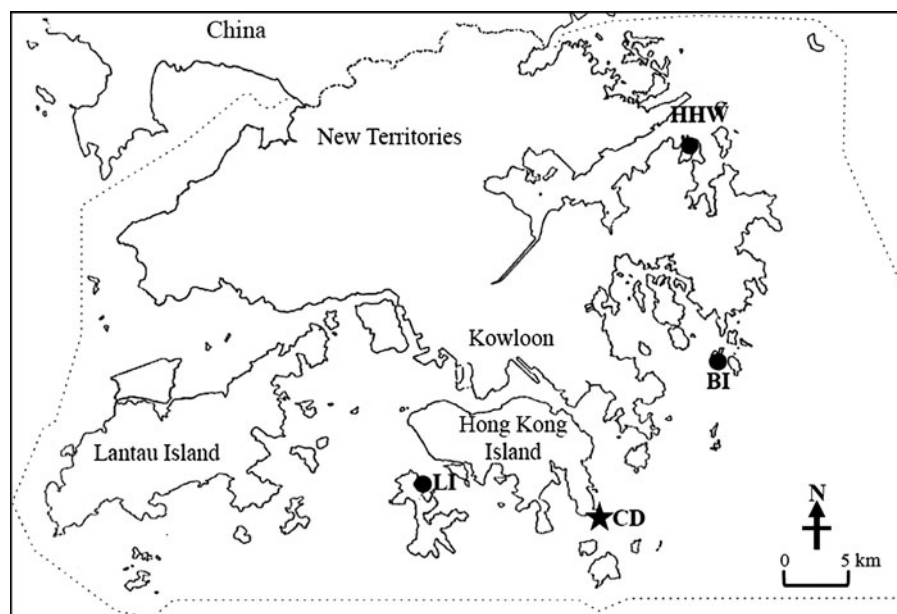 China
New Territories
HHW
Kowloon
BI
Hong Kong
Island
Lantau Island
LI
CD
N
0 5 km